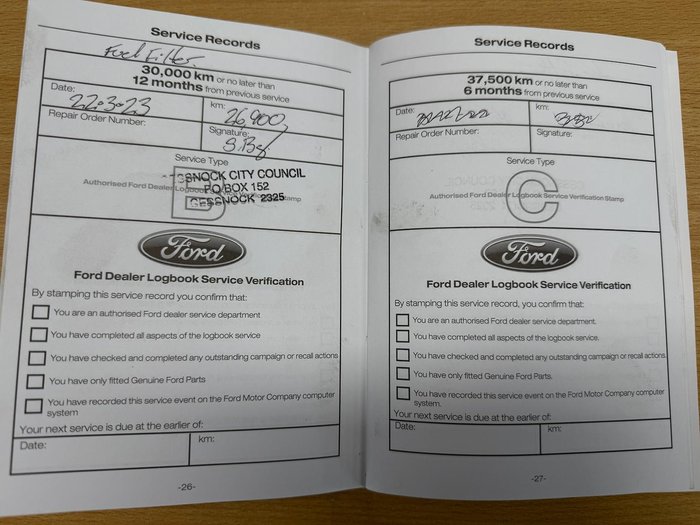 Service Records
Fuel Filter
30,000 km or no later than
12 months from previous service
Date:
22.3.23
km:
26900
Repair Order Number:
Signature:
Service Type
B
Authorised Ford Dealer Logbook Service Verification Stamp
CESSNOCK CITY COUNCIL
PO BOX 152
CESSNOCK 2325
Ford
Ford Dealer Logbook Service Verification
By stamping this service record you confirm that:
You are an authorised Ford dealer service department
You have completed all aspects of the logbook service
You have checked and completed any outstanding campaign or recall actions
You have only fitted Genuine Ford Parts
You have recorded this service event on the Ford Motor Company computer
system
Your next service is due at the earlier of:
Date:
km:
-26-
Service Records
37,500 km or no later than
6 months from previous service
Date:
km:
Repair Order Number:
Signature:
Service Type
C
Authorised Ford Dealer Logbook Service Verification Stamp
Ford
Ford Dealer Logbook Service Verification
By stamping this service record, you confirm that:
You are an authorised Ford dealer service department.
You have completed all aspects of the logbook service.
You have checked and completed any outstanding campaign or recall actions
You have only fitted Genuine Ford Parts.
You have recorded this service event on the Ford Motor Company computer
system.
Your next service is due at the earlier of:
Date:
km:
-27-